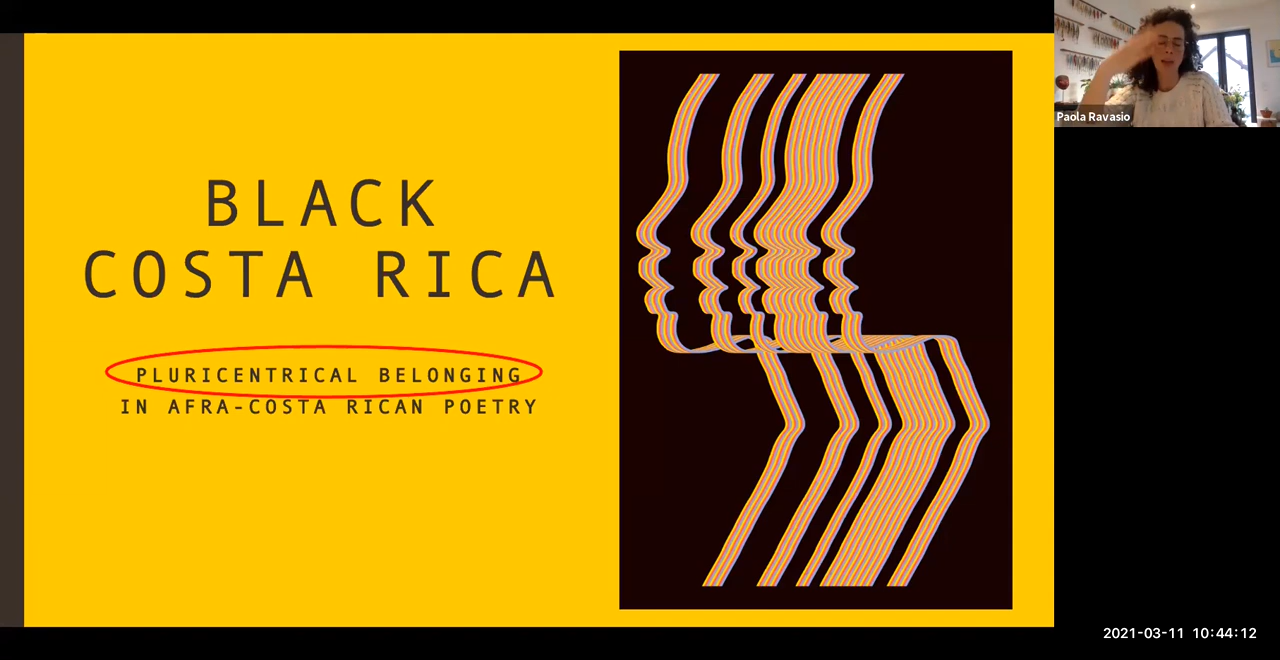 BLACK
COSTA RICA
PLURICENTRICAL BELONGING
IN AFRA-COSTA RICAN POETRY
Paola Ravasio
2021-03-11 10:44:12